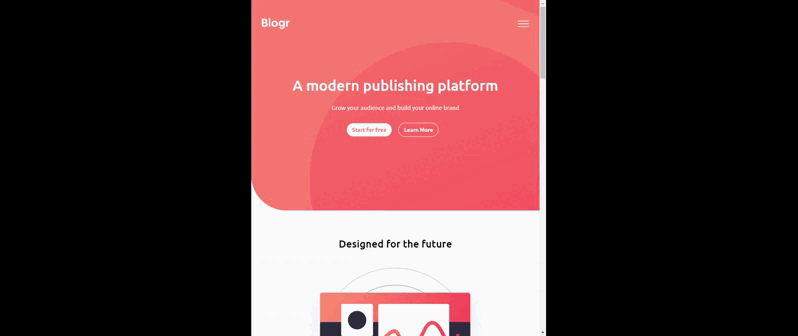 Blogr
A modern publishing platform
Grow your audience and build your online brand
Start for Free
Learn More
Designed for the future